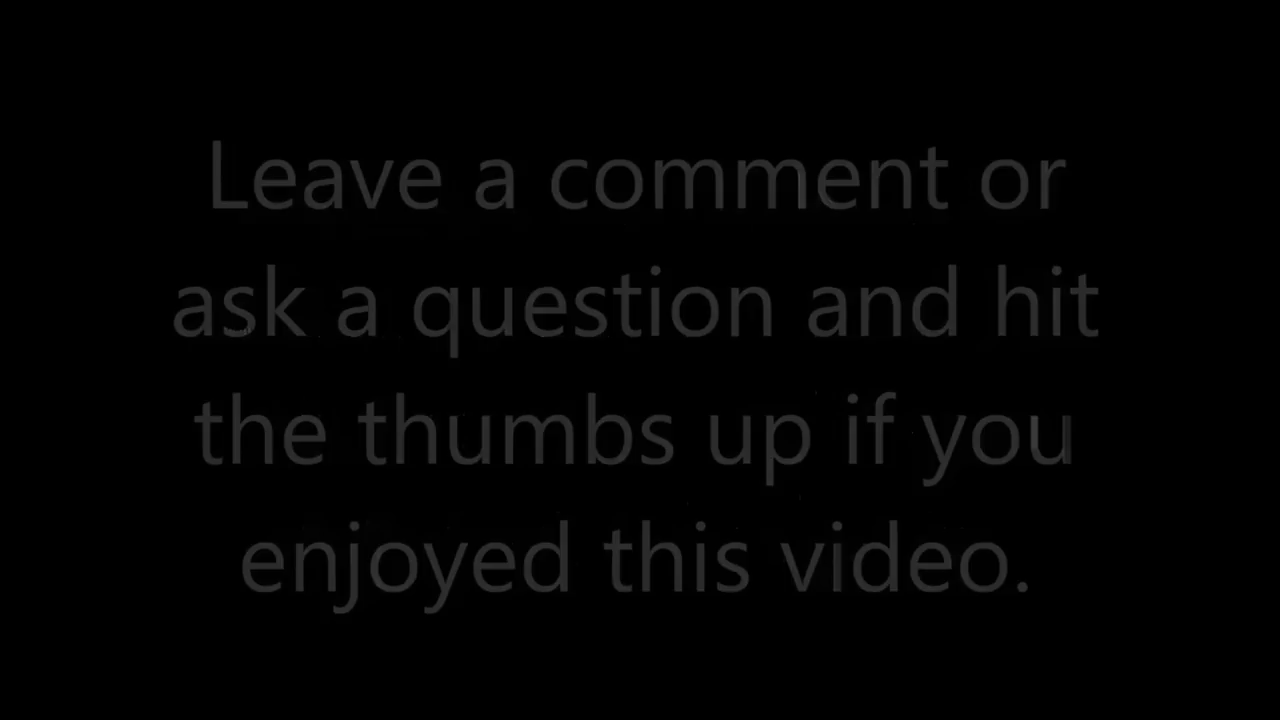 Leave a comment or
ask a question and hit
the thumbs up if you
enjoyed this video.